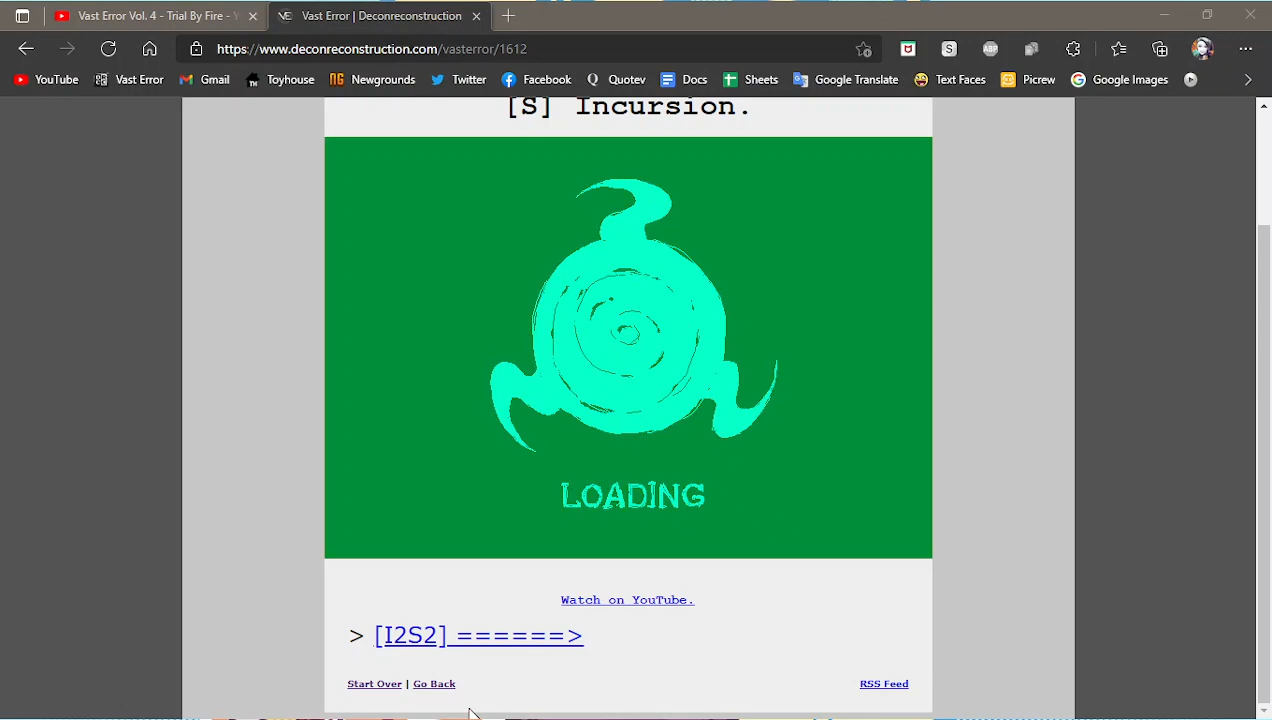 Vast Error Vol. 4 - Trial By Fire - Y
Vast Error | Deconreconstruction
https://www.deconreconstruction.com/vasterror/1612
YouTube Vast Error Gmail Toyhouse Newgrounds Twitter Facebook Quotev Docs Sheets Google Translate Text Faces Picrew Google Images
[S] Incursion.
LOADING
Watch on YouTube.
> [I2S2] ======>
Start Over | Go Back RSS Feed